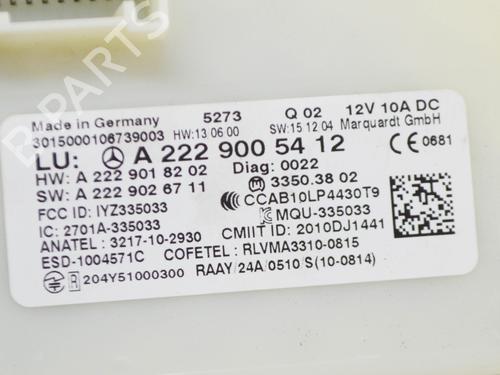 Made in Germany 5273 Q 02 12V 10A DC
3015000106739003 HW:13 06 00 SW:15 12 04 Marquardt GmbH
LU: A 222 900 54 12 0681
HW: A 222 901 82 02 Diag: 0022
SW: A 222 902 67 11 3350.3802
FCC ID: IYZ335033 CCAB10LP4430T9
IC: 2701A-335033 MQU-335033
ANATEL: 3217-10-2930 CMIIT ID: 2010DJ1441
ESD-1004571C COFETEL: RLVMA3310-0815
R 204Y51000300 RAAY/24A/0510/S(10-0814)
B PARTS